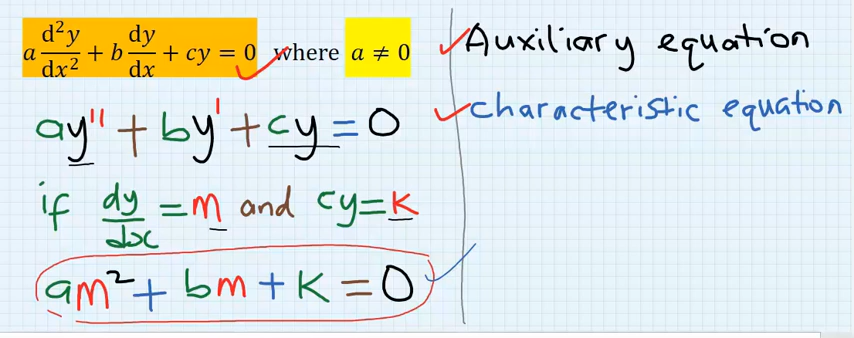 a d²y/dx² + b dy/dx + cy = 0 where a ≠ 0
ay'' + by' + cy = 0
if dy/dx = m and cy = k
am² + bm + k = 0
Auxiliary equation
characteristic equation